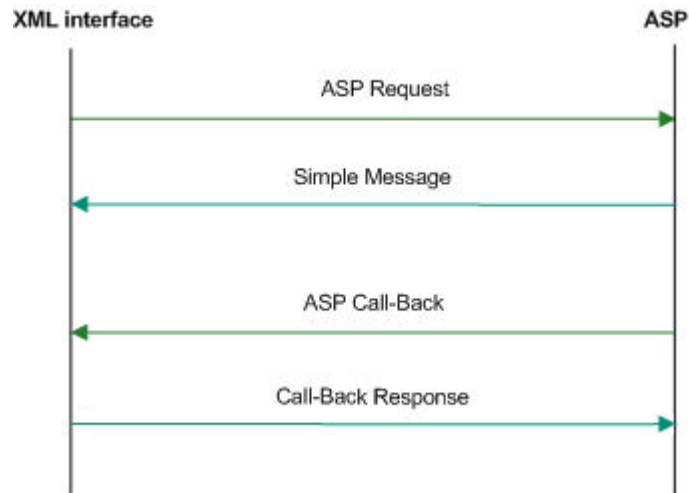 XML interface
ASP
ASP Request
Simple Message
ASP Call-Back
Call-Back Response